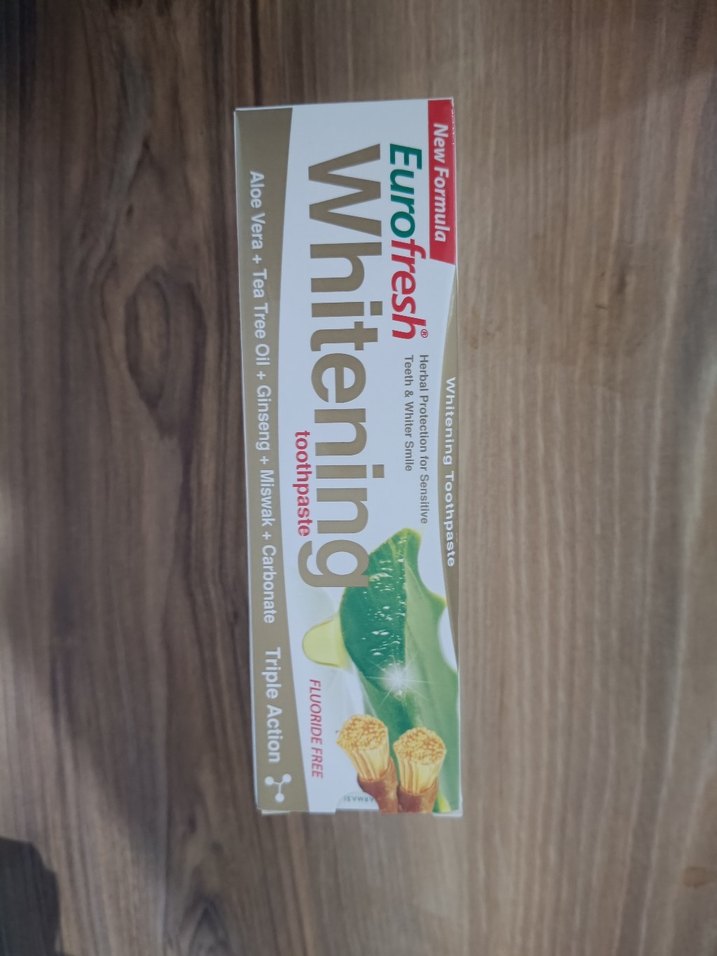 Whitening Toothpaste
New Formula
Eurofresh®
Herbal Protection for Sensitive
Teeth & Whiter Smile
Whitening
toothpaste
FLUORIDE FREE
Aloe Vera + Tea Tree Oil + Ginseng + Miswak + Carbonate
Triple Action